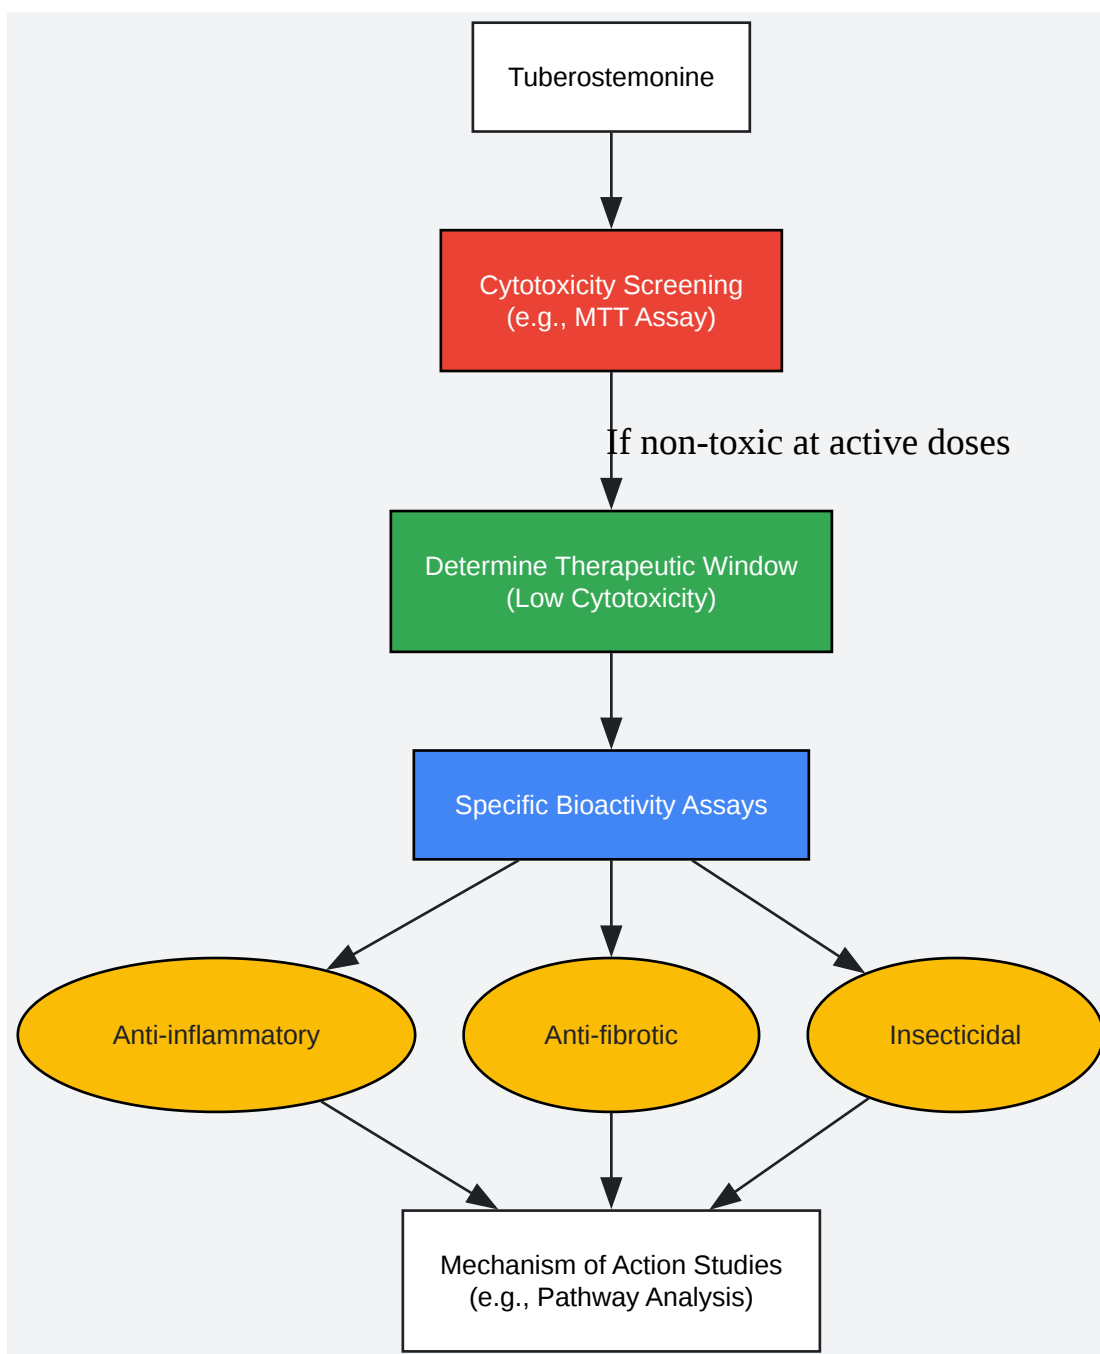 Tuberostemonine
Cytotoxicity Screening
(e.g., MTT Assay)
If non-toxic at active doses
Determine Therapeutic Window
(Low Cytotoxicity)
Specific Bioactivity Assays
Anti-inflammatory
Anti-fibrotic
Insecticidal
Mechanism of Action Studies
(e.g., Pathway Analysis)